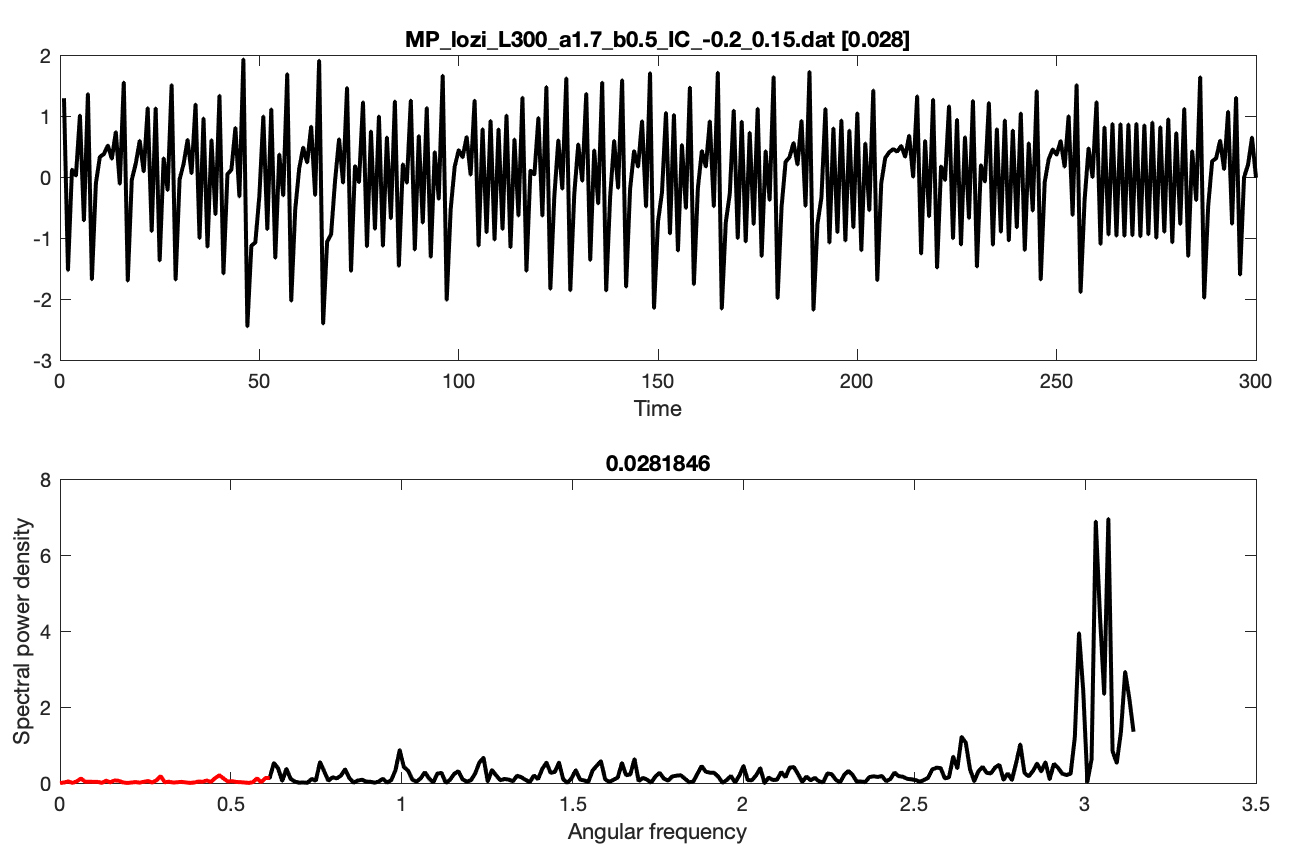 MP_lozi_L300_a1.7_b0.5_IC_-0.2_0.15.dat [0.028]
2
1
0
-1
-2
-3
0 50 100 150 200 250 300
Time
0.0281846
Spectral power density
8
6
4
2
0
0 0.5 1 1.5 2 2.5 3 3.5
Angular frequency